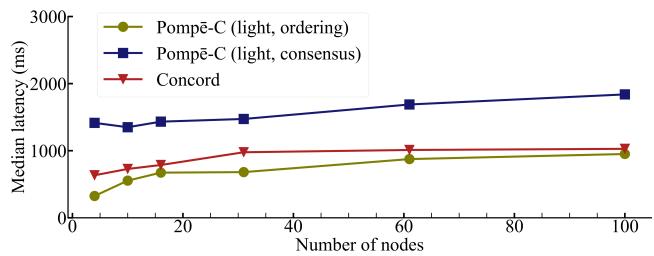 3000
2000
1000
0
Median latency (ms)
Pompē-C (light, ordering)
Pompē-C (light, consensus)
Concord
0 20 40 60 80 100
Number of nodes